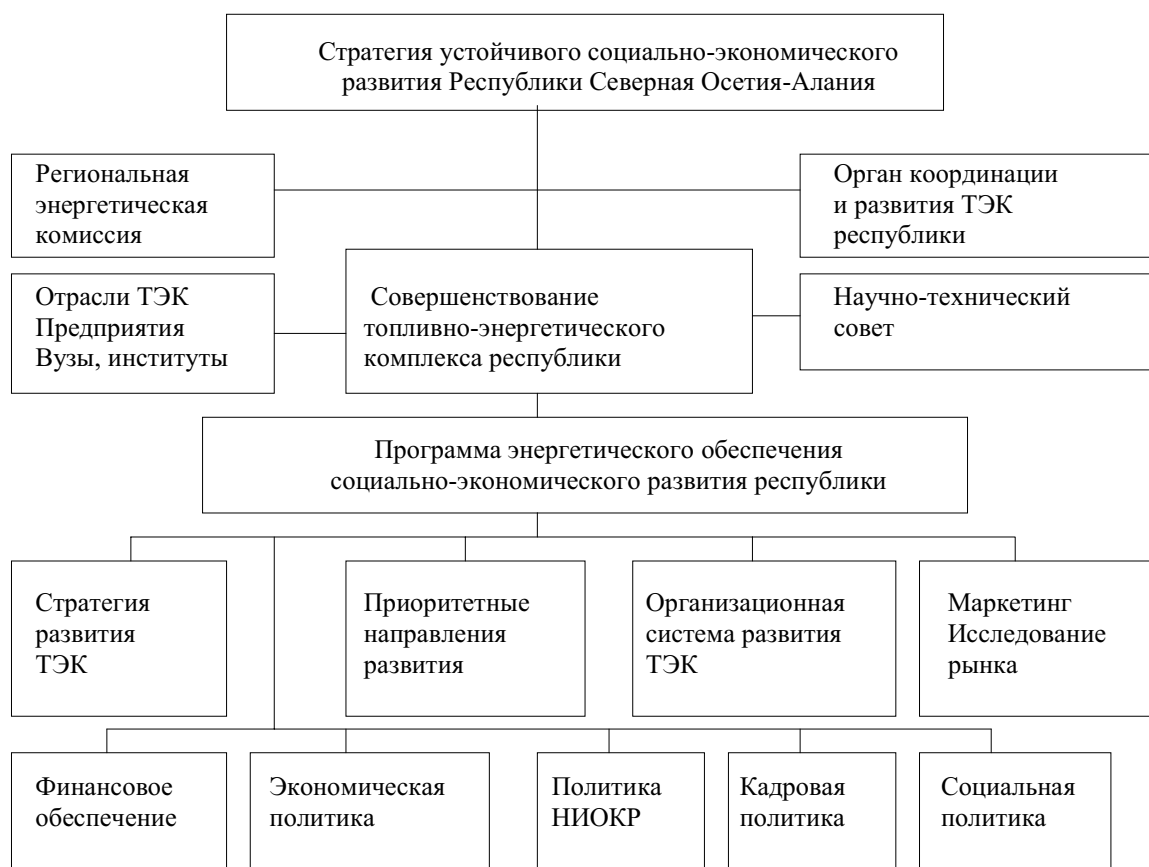 Стратегия устойчивого социально-экономического
развития Республики Северная Осетия-Алания
Региональная
энергетическая
комиссия
Орган координации
и развития ТЭК
республики
Отрасли ТЭК
Предприятия
Вузы, институты
Совершенствование
топливно-энергетического
комплекса республики
Научно-технический
совет
Программа энергетического обеспечения
социально-экономического развития республики
Стратегия
развития
ТЭК
Приоритетные
направления
развития
Организационная
система развития
ТЭК
Маркетинг
Исследование
рынка
Финансовое
обеспечение
Экономическая
политика
Политика
НИОКР
Кадровая
политика
Социальная
политика